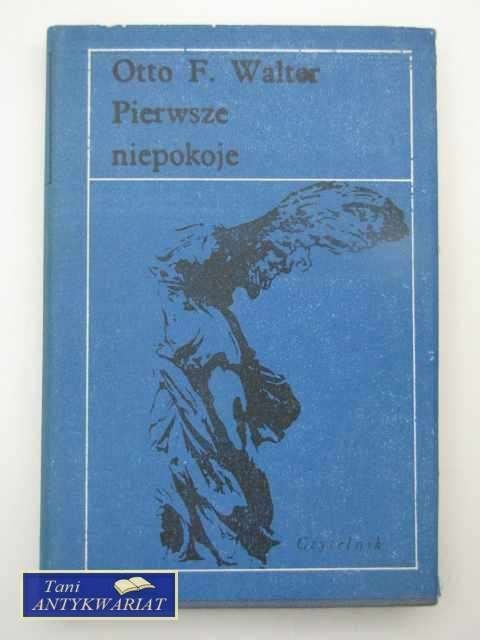 Otto F. Walter
Pierwsze
niepokoje
Czytelnik
Tani
ANTYKWARIAT